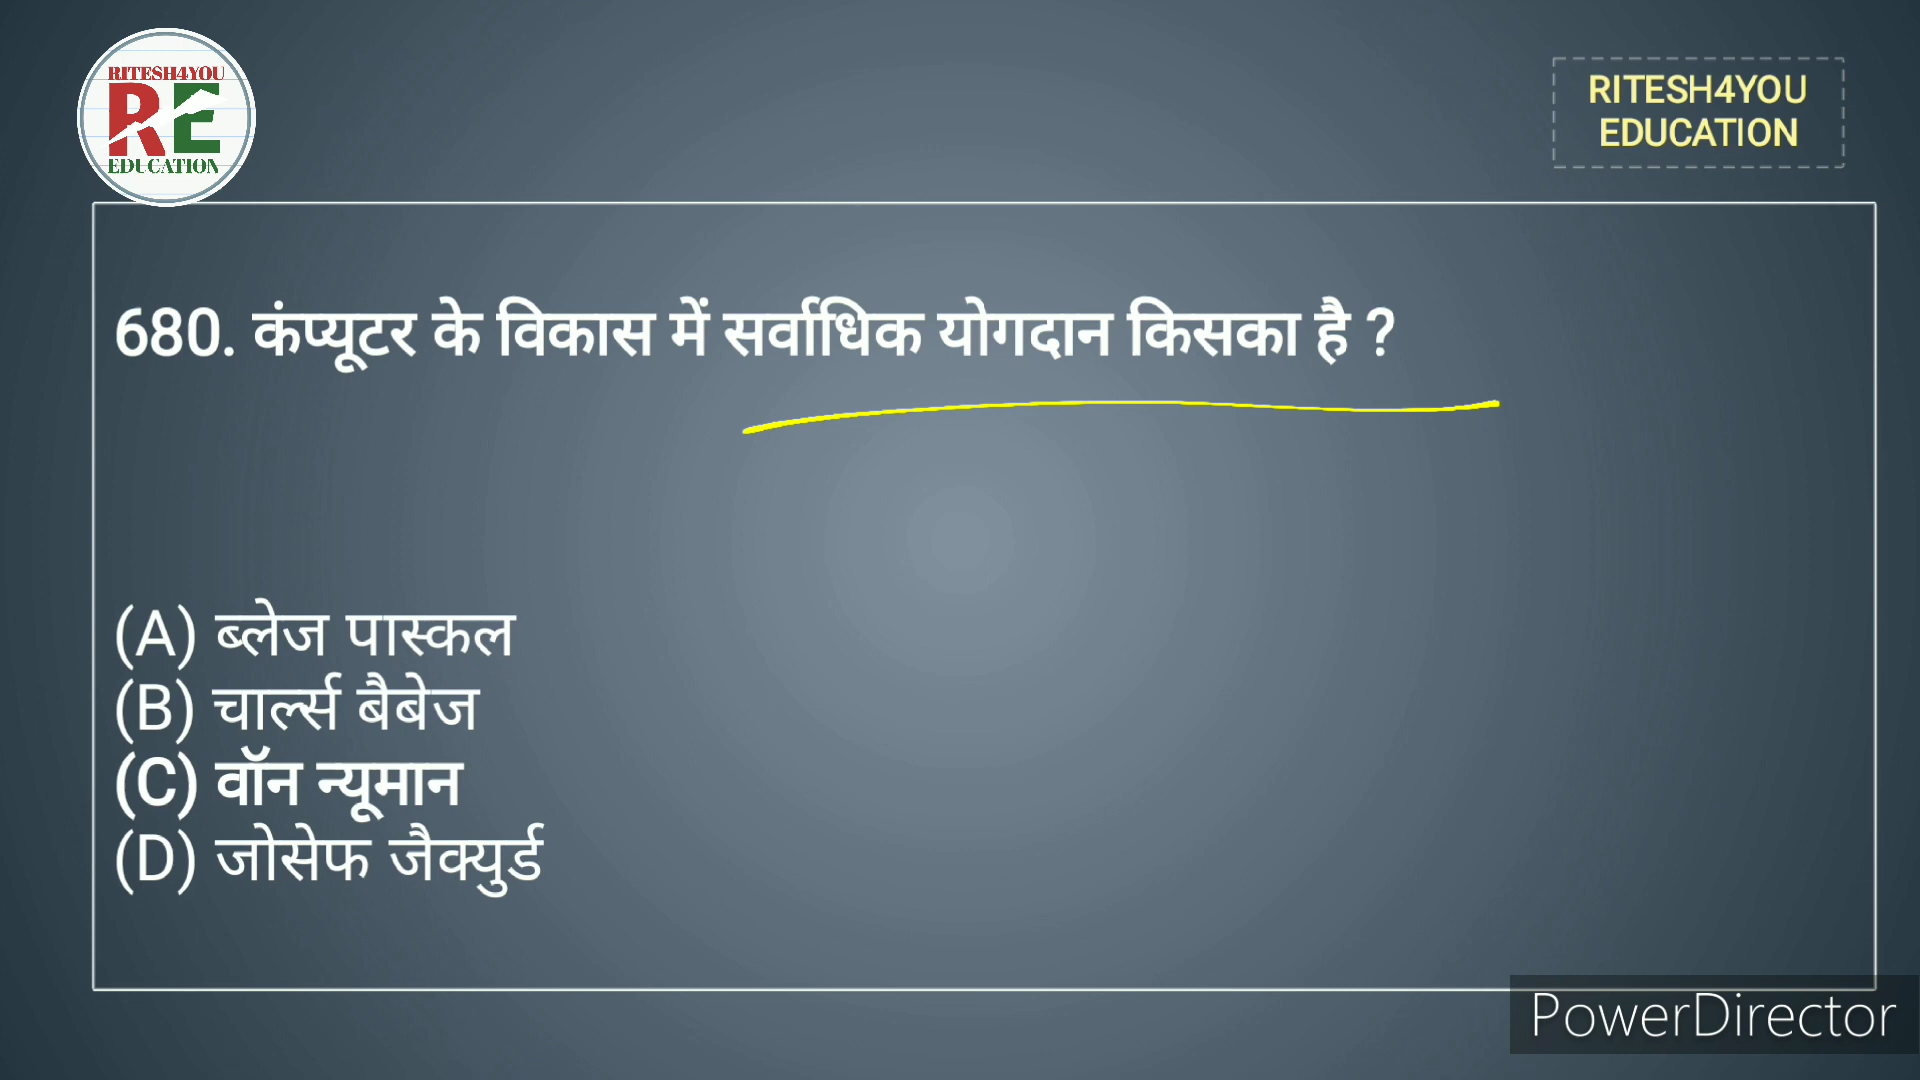 RITESH4YOU
RE
EDUCATION
RITESH4YOU
EDUCATION
680. कंप्यूटर के विकास में सर्वाधिक योगदान किसका है ?
(A) ब्लेज पास्कल
(B) चार्ल्स बैबेज
(C) वॉन न्यूमान
(D) जोसेफ जैक्युर्ड
PowerDirector